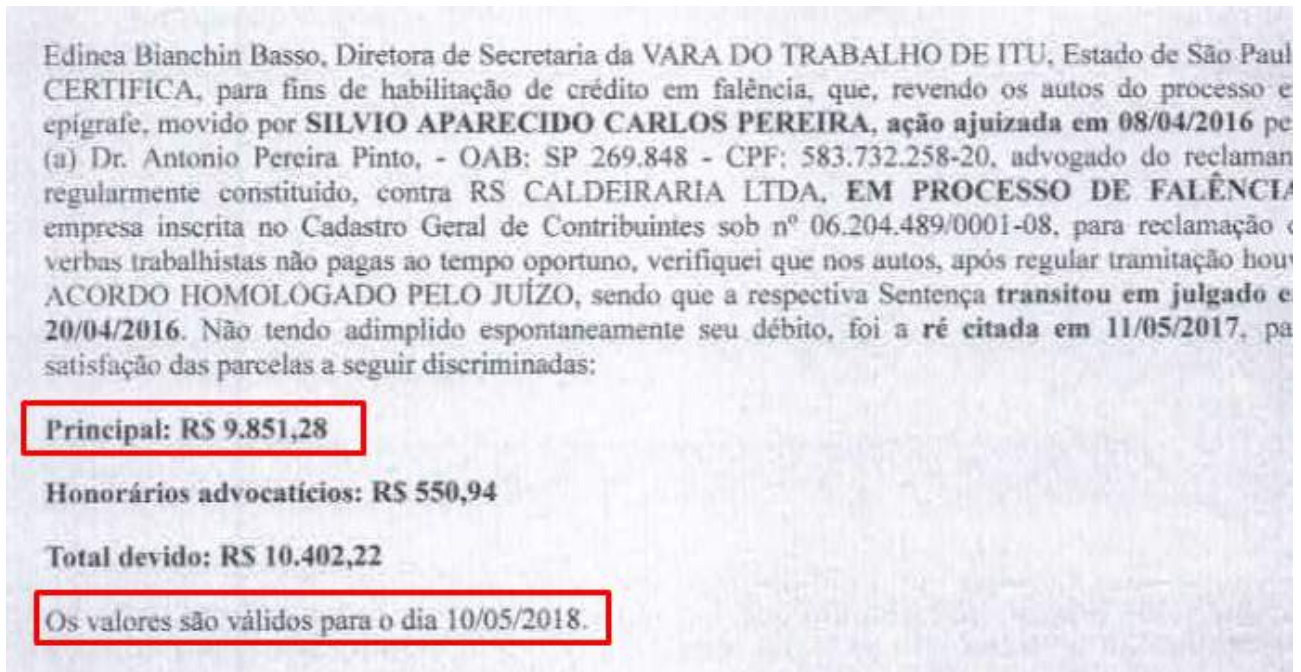 Edinea Bianchin Basso, Diretora de Secretaria da VARA DO TRABALHO DE ITU, Estado de São Paul
CERTIFICA, para fins de habilitação de crédito em falência, que, revendo os autos do processo e
epígrafe, movido por SILVIO APARECIDO CARLOS PEREIRA, ação ajuizada em 08/04/2016 pe
(a) Dr. Antonio Pereira Pinto, - OAB: SP 269.848 - CPF: 583.732.258-20, advogado do reclaman
regularmente constituído, contra RS CALDEIRARIA LTDA, EM PROCESSO DE FALÊNCIA
empresa inscrita no Cadastro Geral de Contribuintes sob nº 06.204.489/0001-08, para reclamação
verbas trabalhistas não pagas ao tempo oportuno, verifiquei que nos autos, após regular tramitação houv
ACORDO HOMOLOGADO PELO JUÍZO, sendo que a respectiva Sentença transitou em julgado e
20/04/2016. Não tendo adimplido espontaneamente seu débito, foi a ré citada em 11/05/2017, pa
satisfação das parcelas a seguir discriminadas:
Principal: R$ 9.851,28
Honorários advocatícios: R$ 550,94
Total devido: R$ 10.402,22
Os valores são válidos para o dia 10/05/2018.